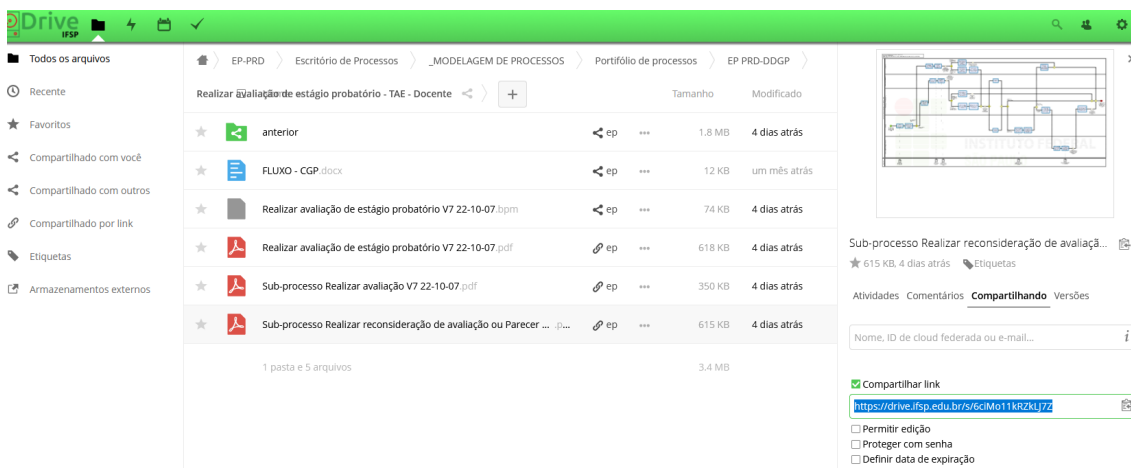 Drive
IFSP
Todos os arquivos
Recente
Favoritos
Compartilhado com você
Compartilhado com outros
Compartilhado por link
Etiquetas
Armazenamentos externos
EP-PRD Escritório de Processos _MODELAGEM DE PROCESSOS Portifólio de processos EP PRD-DDGP
Realizar avaliação de estágio probatório - TAE - Docente + Tamanho Modificado
anterior ep ... 1.8 MB 4 dias atrás
FLUXO - CGP.docx ep ... 12 KB um mês atrás
Realizar avaliação de estágio probatório V7 22-10-07.bpm ep ... 74 KB 4 dias atrás
Realizar avaliação de estágio probatório V7 22-10-07.pdf ep ... 618 KB 4 dias atrás
Sub-processo Realizar avaliação V7 22-10-07.pdf ep ... 350 KB 4 dias atrás
Sub-processo Realizar reconsideração de avaliação ou Parecer ... .p... ep ... 615 KB 4 dias atrás
1 pasta e 5 arquivos 3.4 MB
INSTITUTO FEDERAL
Sub-processo Realizar reconsideração de avaliaçã...
615 KB, 4 dias atrás Etiquetas
Atividades Comentários Compartilhando Versões
Nome, ID de cloud federada ou e-mail... i
Compartilhar link
https://drive.ifsp.edu.br/s/6ciMo11kRZkLJ7Z
Permitir edição
Proteger com senha
Definir data de expiração